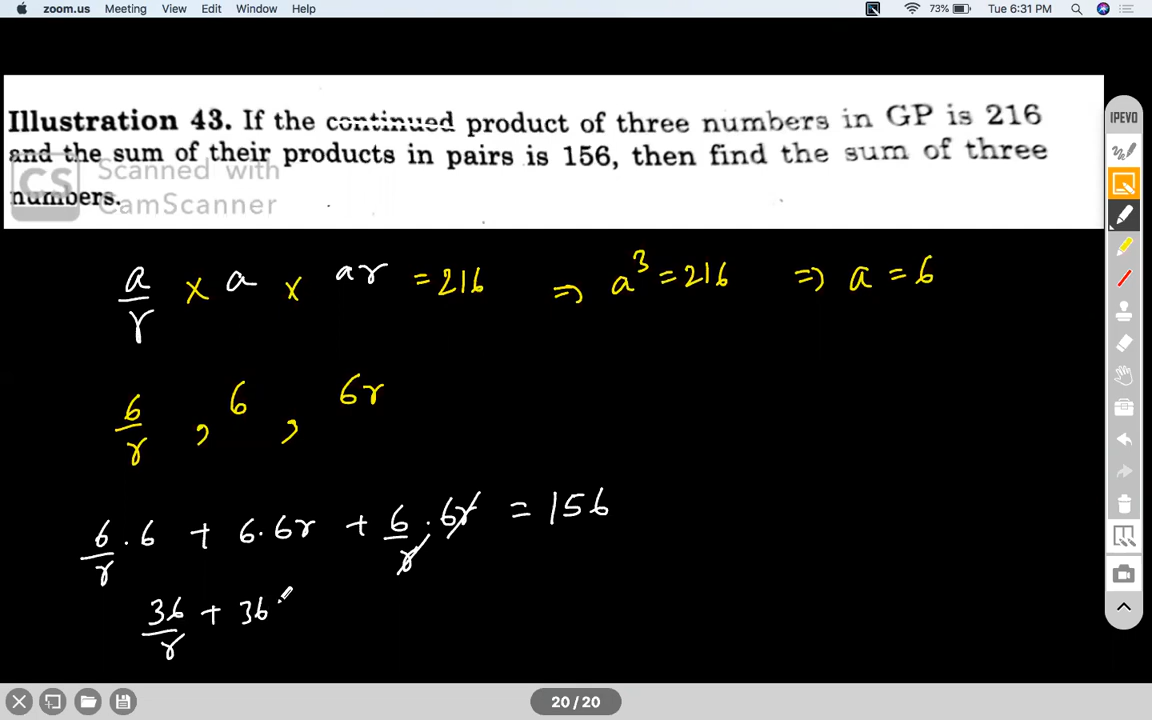 zoom.us Meeting View Edit Window Help 73% Tue 6:31 PM
Illustration 43. If the continued product of three numbers in GP is 216
and the sum of their products in pairs is 156, then find the sum of three
numbers.
CS Scanned with
CamScanner
IPEVO
a/r × a × ar = 216 ⇒ a³ = 216 ⇒ a = 6
6/r , 6 , 6r
6/r · 6 + 6 · 6r + 6/r · 6r = 156
36/r + 36
20 / 20